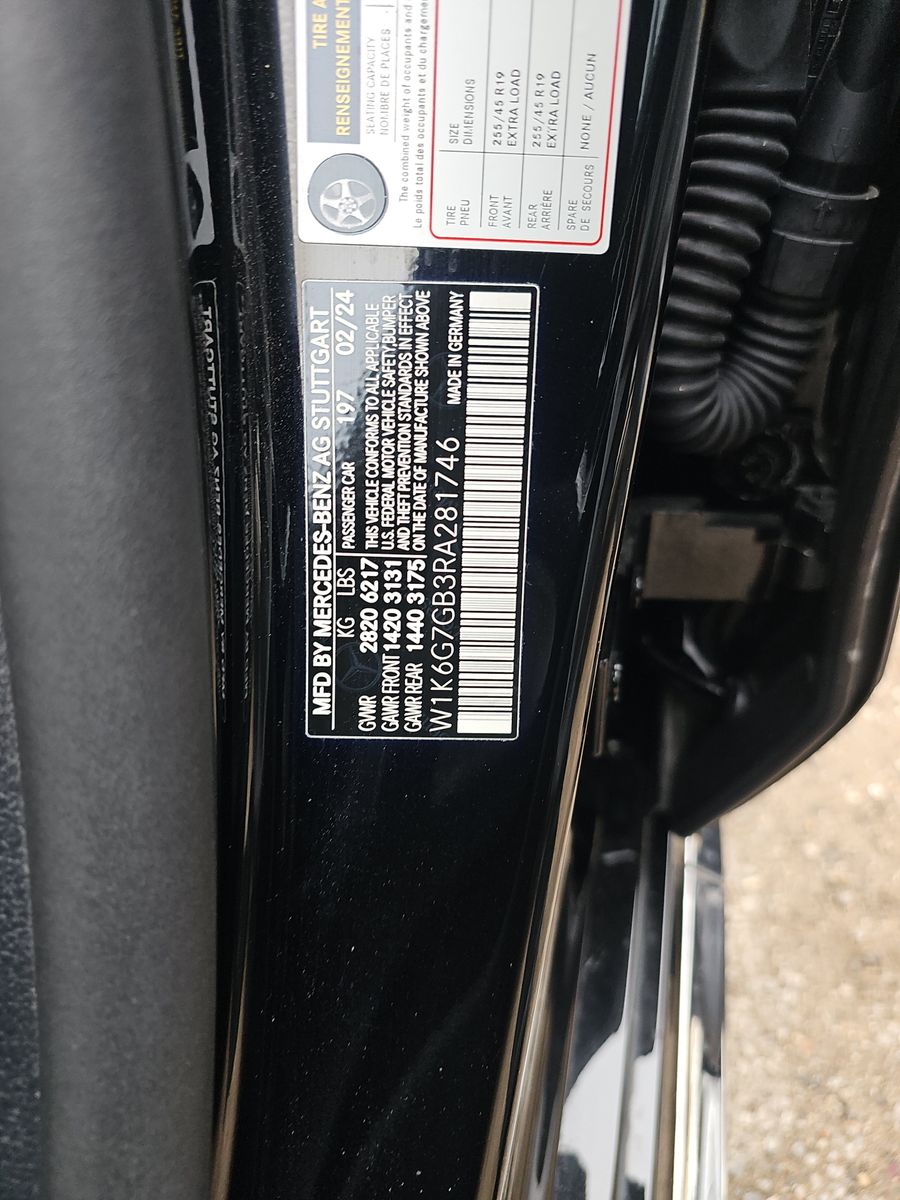 TIRE A
RENSEIGNEMENT
SEATING CAPACITY
NOMBRE DE PLACES
The combined weight of occupants and
Le poids total des occupants et du chargeme
TIRE SIZE
PNEU DIMENSIONS
FRONT 255/45 R19
AVANT EXTRA LOAD
REAR 255/45 R19
ARRIÈRE EXTRA LOAD
SPARE NONE / AUCUN
DE SECOURS
MFD BY MERCEDES-BENZ AG STUTTGART
KG LBS PASSENGER CAR 197 02/24
GVWR 2820 6217 THIS VEHICLE CONFORMS TO ALL APPLICABLE
GAWR FRONT 1420 3131 U.S. FEDERAL MOTOR VEHICLE SAFETY,BUMPER
GAWR REAR 1440 3175 AND THEFT PREVENTION STANDARDS IN EFFECT
ON THE DATE OF MANUFACTURE SHOWN ABOVE
W1K6G7GB3RA281746 MADE IN GERMANY